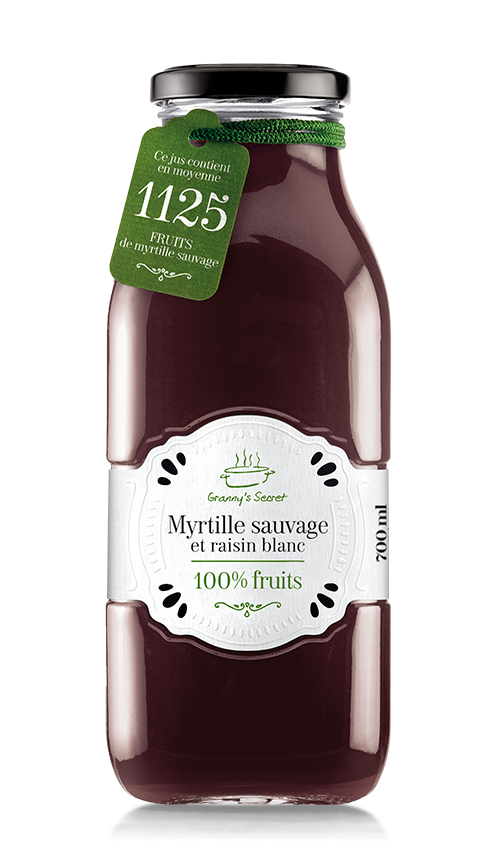 Ce jus contient
en moyenne
1125
FRUITS
de myrtille sauvage
Granny's Secret
Myrtille sauvage
et raisin blanc
100% fruits
700 ml